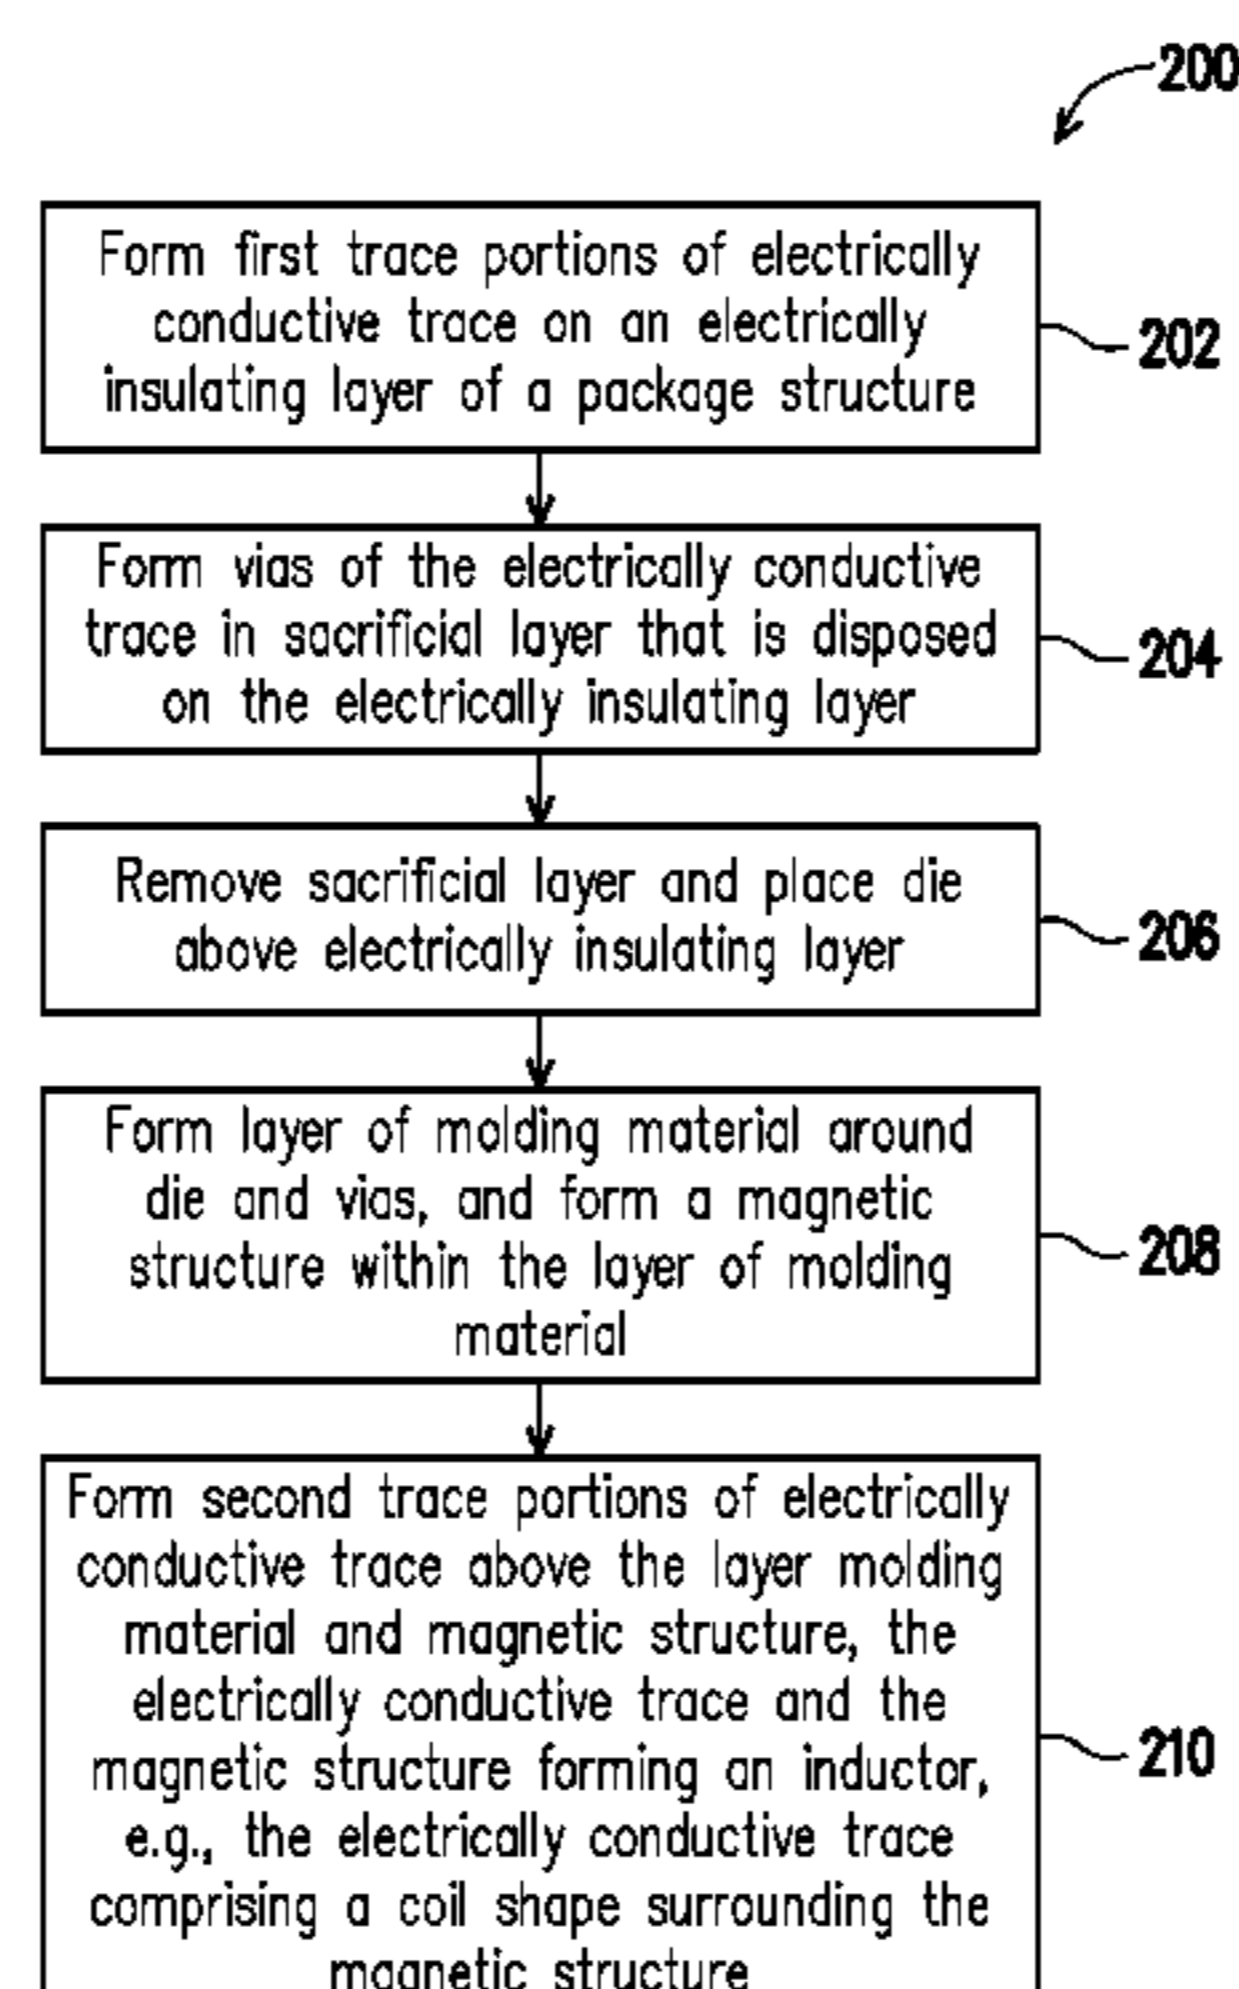 200
Form first trace portions of electrically
conductive trace on an electrically
insulating layer of a package structure
202
Form vias of the electrically conductive
trace in sacrificial layer that is disposed
on the electrically insulating layer
204
Remove sacrificial layer and place die
above electrically insulating layer
206
Form layer of molding material around
die and vias, and form a magnetic
structure within the layer of molding
material
208
Form second trace portions of electrically
conductive trace above the layer molding
material and magnetic structure, the
electrically conductive trace and the
magnetic structure forming an inductor,
e.g., the electrically conductive trace
comprising a coil shape surrounding the
magnetic structure
210